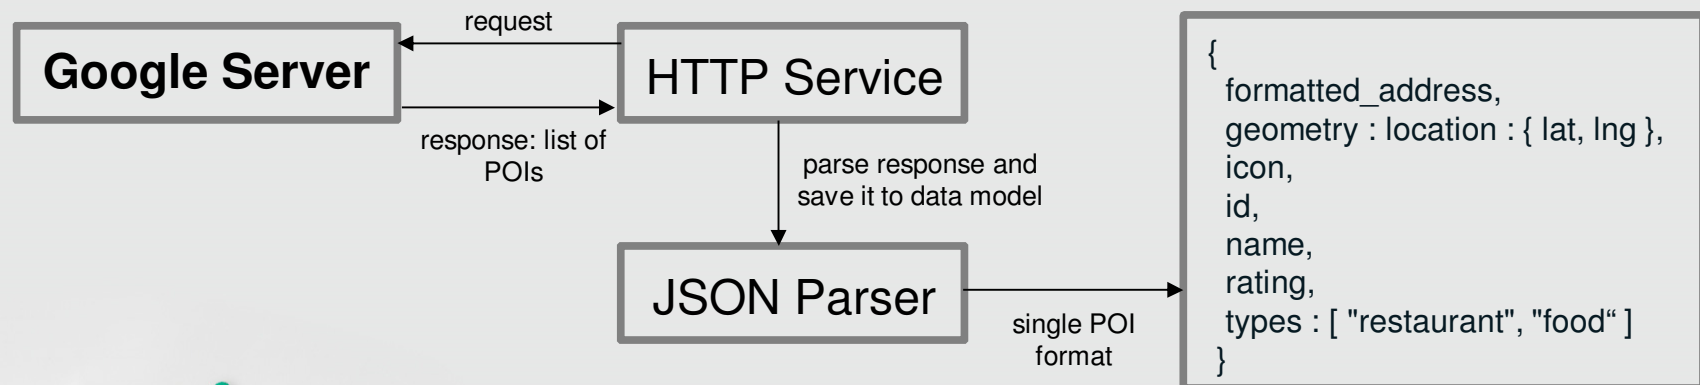 request
Google Server
HTTP Service
response: list of
POIs
parse response and
save it to data model
JSON Parser
single POI
format
{
formatted_address,
geometry : location : { lat, lng },
icon,
id,
name,
rating,
types : [ "restaurant", "food“ ]
}